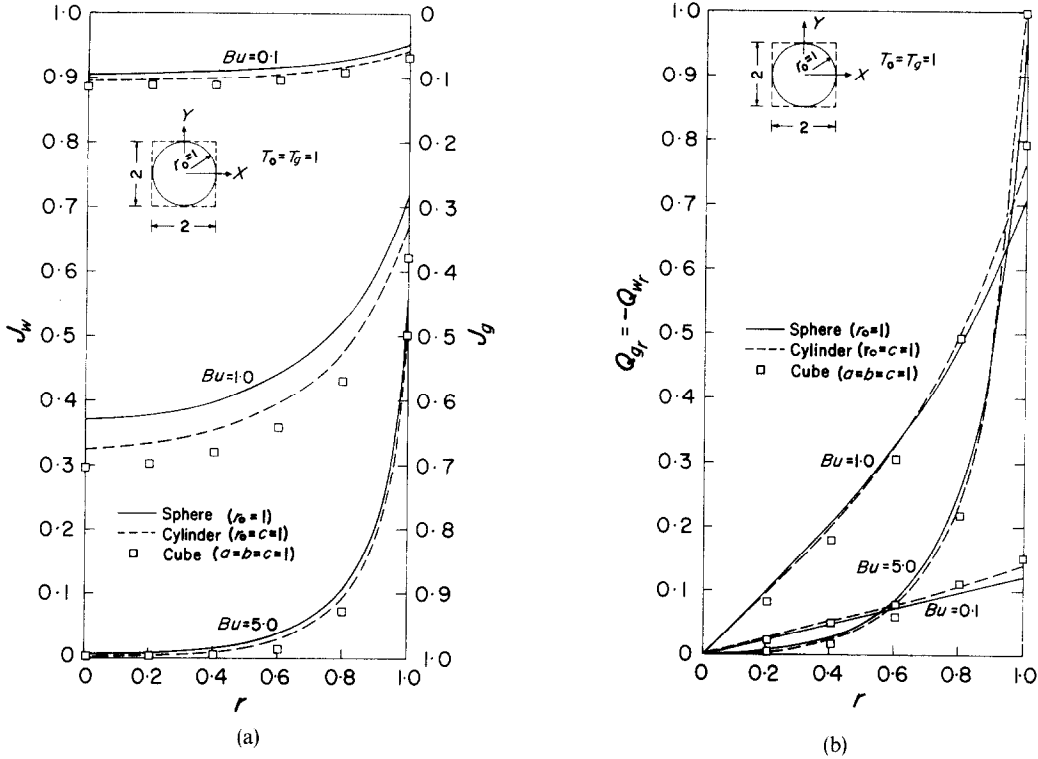 1·0
0·9
0·8
0·7
0·6
0·5
0·4
0·3
0·2
0·1
0
J_w
0
0·1
0·2
0·3
0·4
0·5
0·6
0·7
0·8
0·9
1·0
J_g
Bu=0·1
Y
r₀=1
X
2
2
T₀=T_g=1
Bu=1·0
Sphere (r₀=1)
Cylinder (r₀=c=1)
Cube (a=b=c=1)
Bu=5·0
0
0·2
0·4
0·6
0·8
1·0
r
(a)
1·0
0·9
0·8
0·7
0·6
0·5
0·4
0·3
0·2
0·1
0
Q_{g_r} = -Q_{w_r}
Y
r₀=1
X
2
2
T₀=T_g=1
Sphere (r₀=1)
Cylinder (r₀=c=1)
Cube (a=b=c=1)
Bu=1·0
Bu=5·0
Bu=0·1
0
0·2
0·4
0·6
0·8
1·0
r
(b)